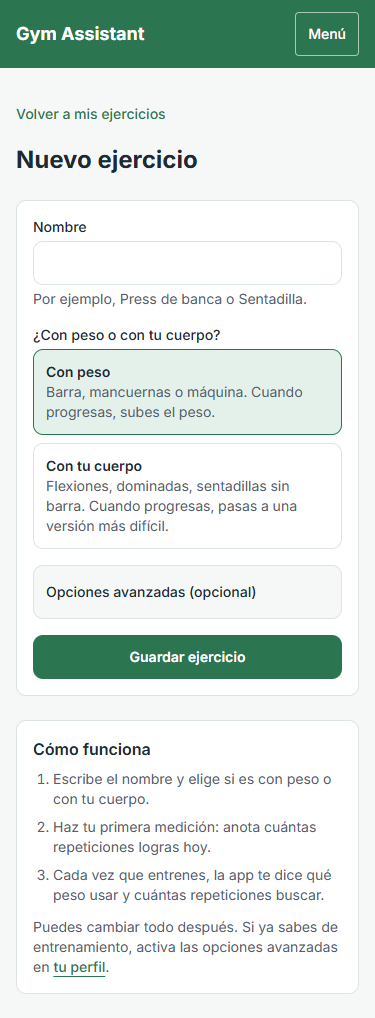 Gym Assistant
Menú
Volver a mis ejercicios
Nuevo ejercicio
Nombre
Por ejemplo, Press de banca o Sentadilla.
¿Con peso o con tu cuerpo?
Con peso
Barra, mancuernas o máquina. Cuando
progresas, subes el peso.
Con tu cuerpo
Flexiones, dominadas, sentadillas sin
barra. Cuando progresas, pasas a una
versión más difícil.
Opciones avanzadas (opcional)
Guardar ejercicio
Cómo funciona
1. Escribe el nombre y elige si es con peso o
con tu cuerpo.
2. Haz tu primera medición: anota cuántas
repeticiones logras hoy.
3. Cada vez que entrenes, la app te dice qué
peso usar y cuántas repeticiones buscar.
Puedes cambiar todo después. Si ya sabes de
entrenamiento, activa las opciones avanzadas
en tu perfil.